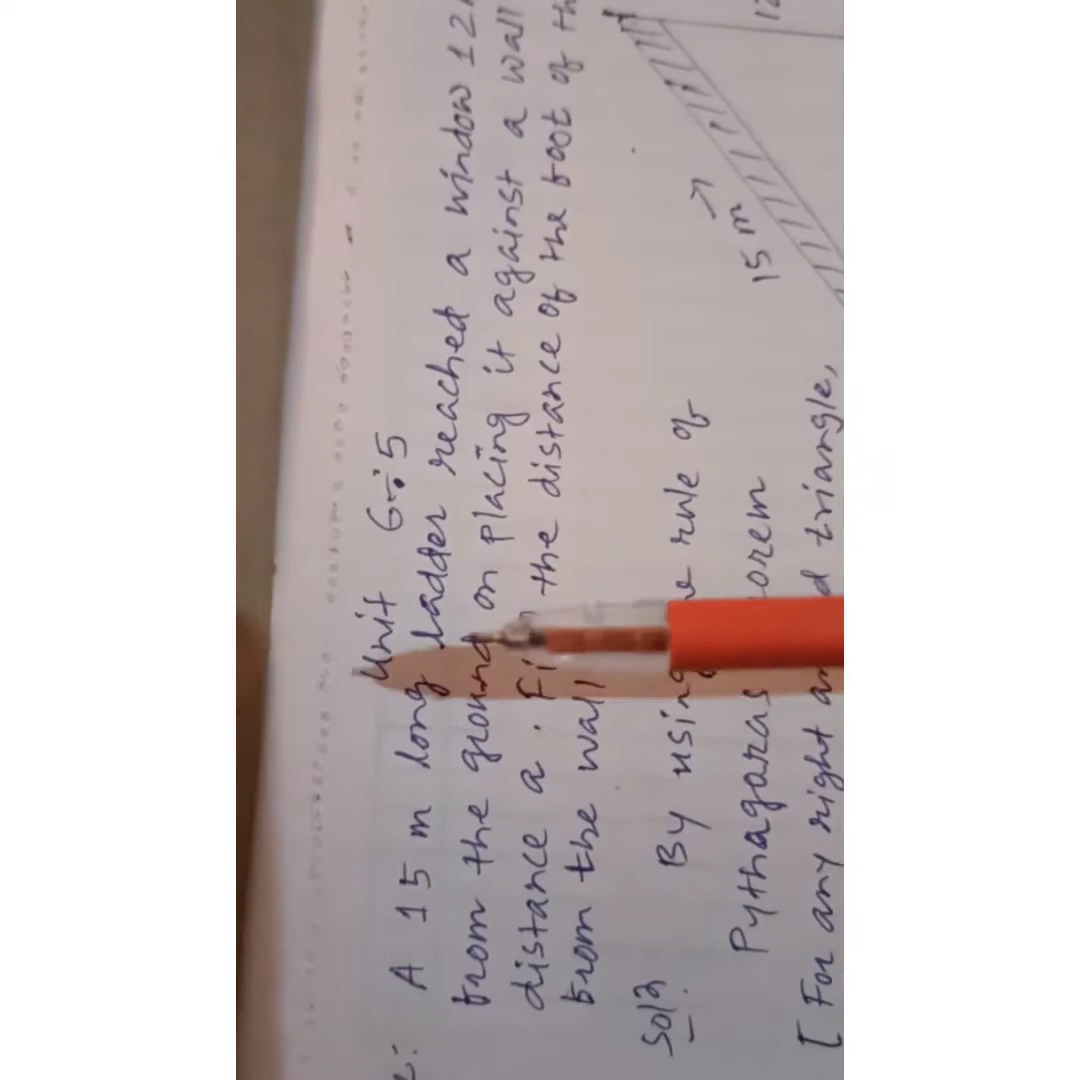 Unit 6÷5
A 15 m long ladder reached a window 12
from the ground on placing it against a wall
distance a. the distance of the foot of
from the wall
Soln. By using rule of
Pythagoras
[For any right triangle,
15 m →
12